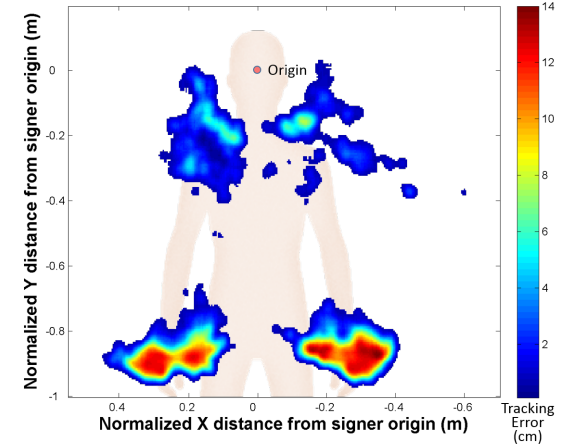 Normalized Y distance from signer origin (m)
0
-0.2
-0.4
-0.6
-0.8
-1
Origin
0.4 0.2 0 -0.2 -0.4 -0.6
Normalized X distance from signer origin (m)
14
12
10
8
6
4
2
Tracking
Error
(cm)